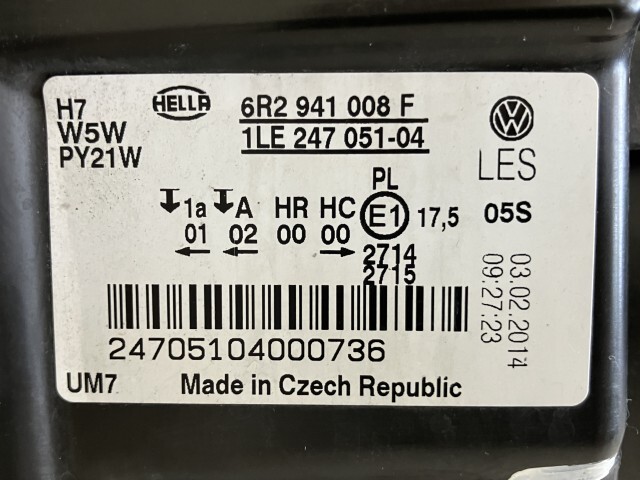 H7
W5W
PY21W
HELLA
6R2 941 008 F
1LE 247 051-04
LES
PL
1a A HR HC E1 17,5 05S
01 02 00 00
2714
2715
03.02.2014
09:27:23
24705104000736
UM7 Made in Czech Republic